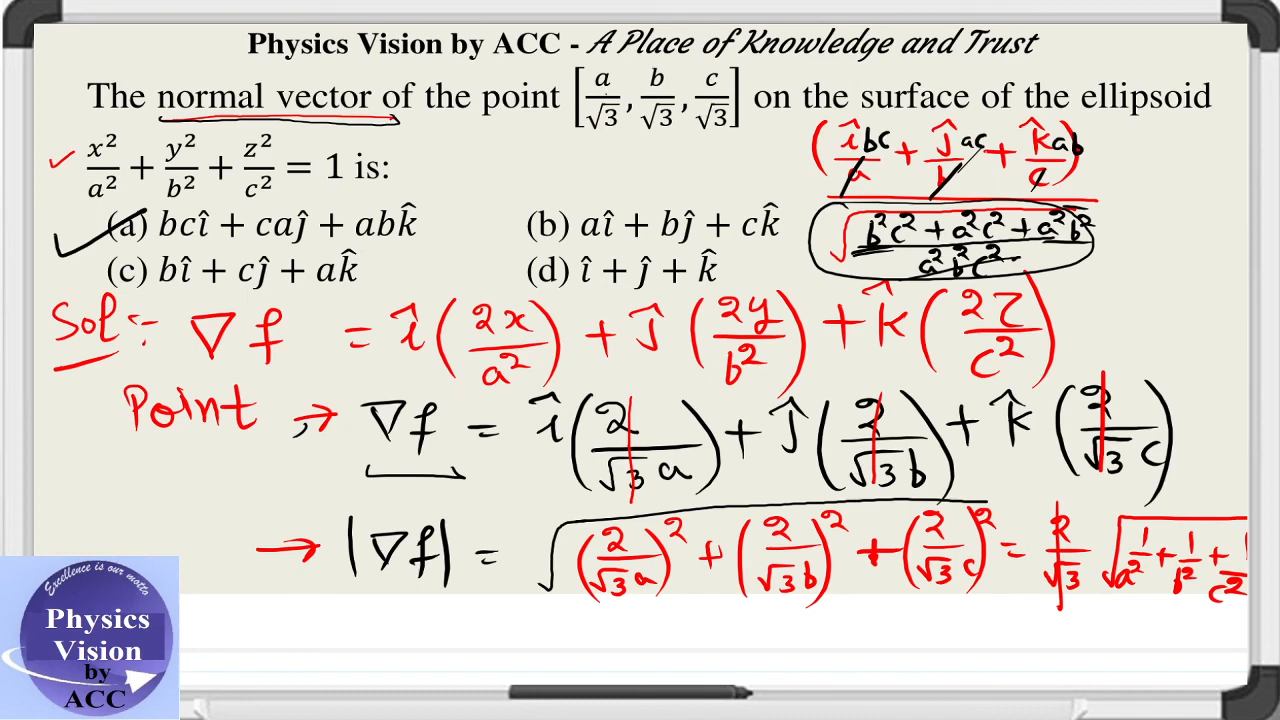 Physics Vision by ACC - A Place of Knowledge and Trust
The normal vector of the point [a/√3, b/√3, c/√3] on the surface of the ellipsoid
x²/a² + y²/b² + z²/c² = 1 is:
(a) bcî + caĵ + abk̂ (b) aî + bĵ + ck̂
(c) bî + cĵ + ak̂ (d) î + ĵ + k̂
(î bc/a + ĵ ac/b + k̂ ab/c)
√(b²c² + a²c² + a²b² / a²b²c²)
Sol:- ∇f = î(2x/a²) + ĵ(2y/b²) + k̂(2z/c²)
Point → ∇f = î(2/√3 a) + ĵ(2/√3 b) + k̂(2/√3 c)
→ |∇f| = √((2/√3a)² + (2/√3b)² + (2/√3c)²) = 2/√3 √(1/a² + 1/b² + 1/c²)
Excellence is our motto
Physics
Vision
by
ACC